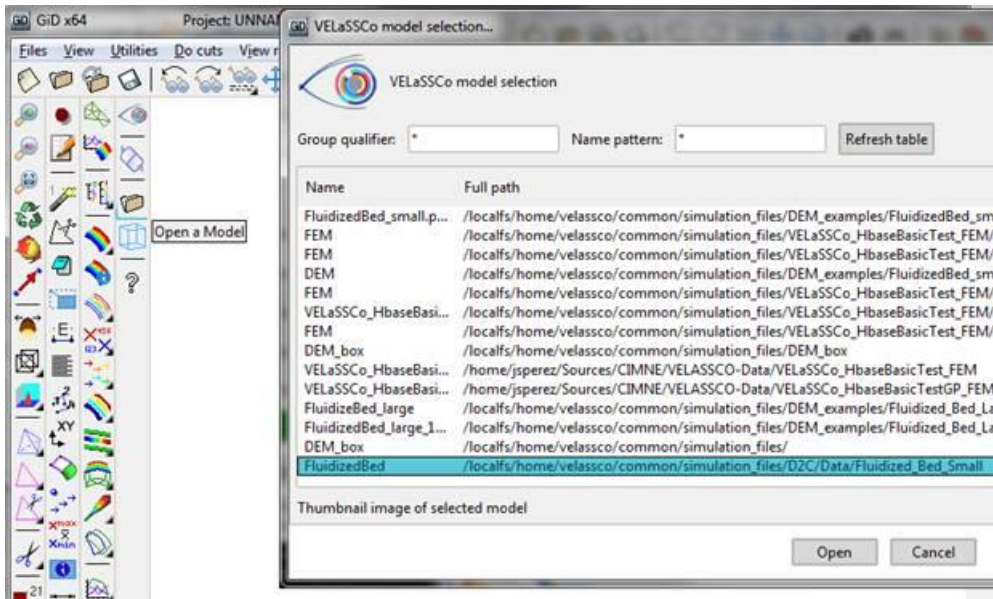 GiD x64
Project: UNNA
Files View Utilities Do cuts View r
Open a Model
XY
E
21
VELaSSCo model selection...
VELaSSCo model selection
Group qualifier: *
Name pattern: *
Refresh table
Name Full path
FluidizedBed_small.p... /localfs/home/velassco/common/simulation_files/DEM_examples/FluidizedBed_sm
FEM /localfs/home/velassco/common/simulation_files/VELaSSCo_HbaseBasicTest_FEM/
FEM /localfs/home/velassco/common/simulation_files/VELaSSCo_HbaseBasicTest_FEM/
DEM /localfs/home/velassco/common/simulation_files/DEM_examples/FluidizedBed_sm
FEM /localfs/home/velassco/common/simulation_files/VELaSSCo_HbaseBasicTest_FEM/
VELaSSCo_HbaseBasi... /localfs/home/velassco/common/simulation_files/VELaSSCo_HbaseBasicTest_FEM/
FEM /localfs/home/velassco/common/simulation_files/VELaSSCo_HbaseBasicTest_FEM/
DEM_box /localfs/home/velassco/common/simulation_files/DEM_box
VELaSSCo_HbaseBasi... /home/jsperez/Sources/CIMNE/VELASSCO-Data/VELaSSCo_HbaseBasicTest_FEM
VELaSSCo_HbaseBasi... /home/jsperez/Sources/CIMNE/VELASSCO-Data/VELaSSCo_HbaseBasicTestGP_FEM
FluidizeBed_large /localfs/home/velassco/common/simulation_files/DEM_examples/Fluidized_Bed_La
FluidizedBed_large_1... /localfs/home/velassco/common/simulation_files/DEM_examples/Fluidized_Bed_La
DEM_box /localfs/home/velassco/common/simulation_files/
FluidizedBed /localfs/home/velassco/common/simulation_files/D2C/Data/Fluidized_Bed_Small
Thumbnail image of selected model
Open Cancel